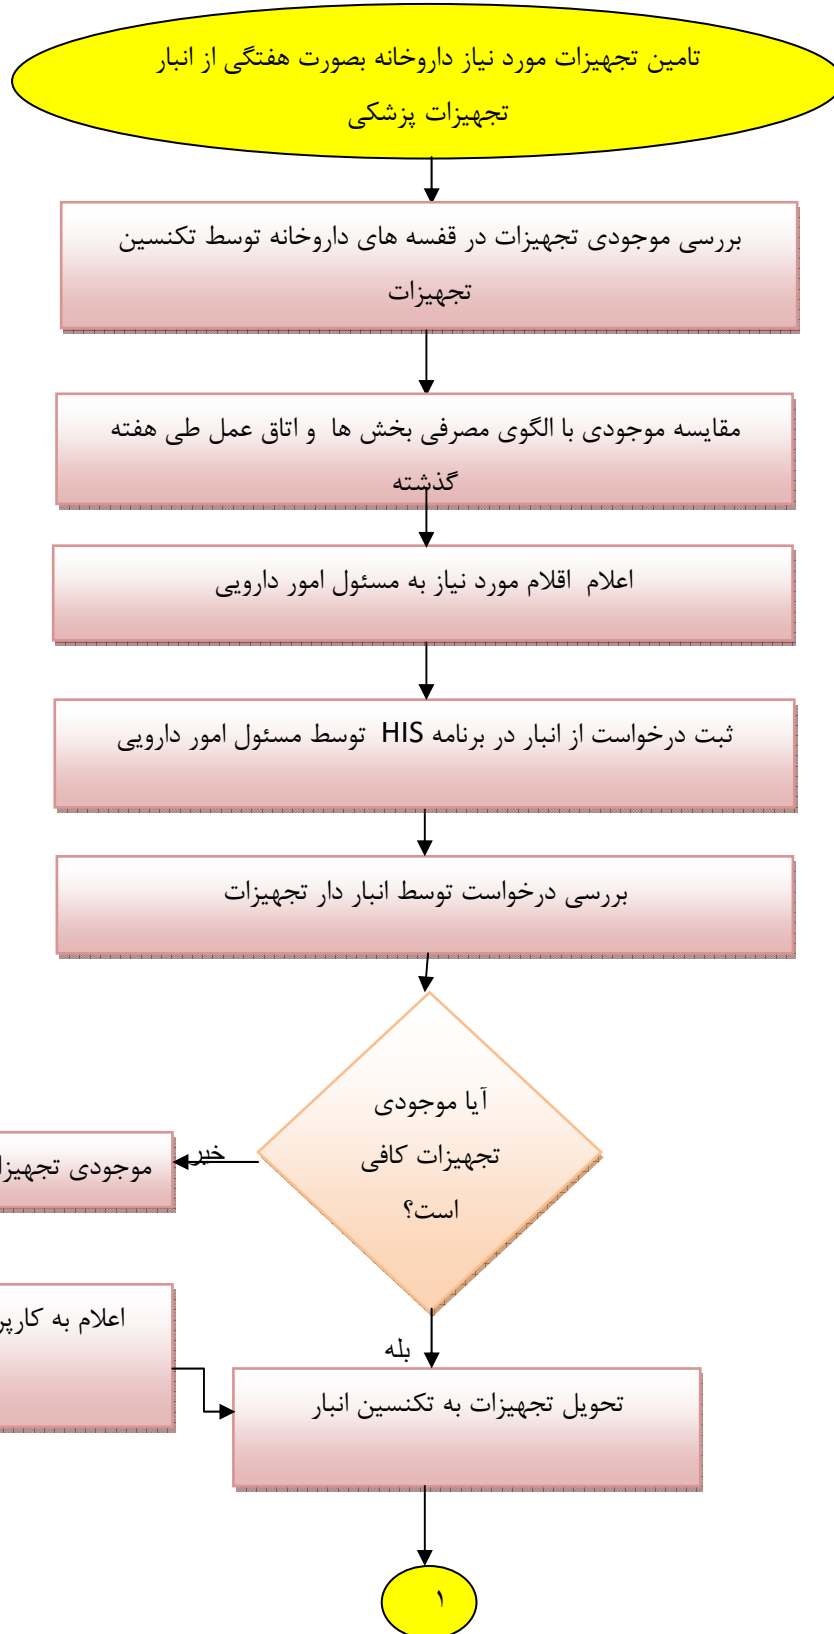 تامین تجهیزات مورد نیاز داروخانه بصورت هفتگی از انبار
تجهیزات پزشکی
بررسی موجودی تجهیزات در قفسه های داروخانه توسط تکنسین
تجهیزات
مقایسه موجودی با الگوی مصرفی بخش ها و اتاق عمل طی هفته
گذشته
اعلام اقلام مورد نیاز به مسئول امور دارویی
ثبت درخواست از انبار در برنامه HIS توسط مسئول امور دارویی
بررسی درخواست توسط انبار دار تجهیزات
آیا موجودی
تجهیزات کافی
است؟
خیر
موجودی
اعلام به
بله
تحویل تجهیزات به تکنسین انبار
۱